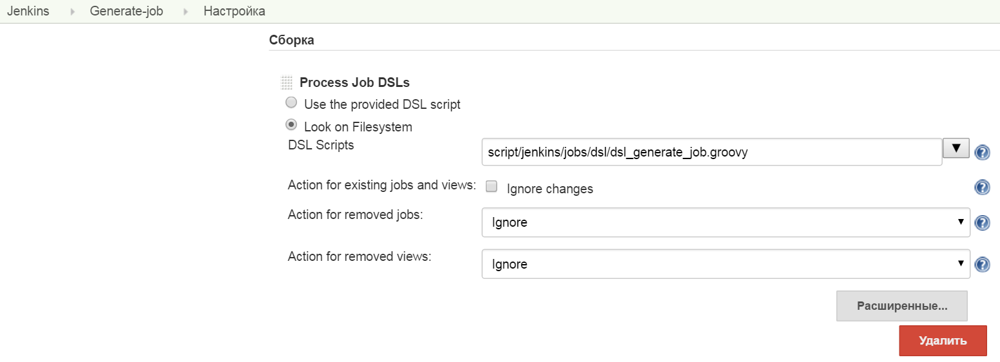 Jenkins Generate-job Настройка
Сборка
Process Job DSLs
Use the provided DSL script
Look on Filesystem
DSL Scripts script/jenkins/jobs/dsl/dsl_generate_job.groovy
Action for existing jobs and views: Ignore changes
Action for removed jobs: Ignore
Action for removed views: Ignore
Расширенные...
Удалить